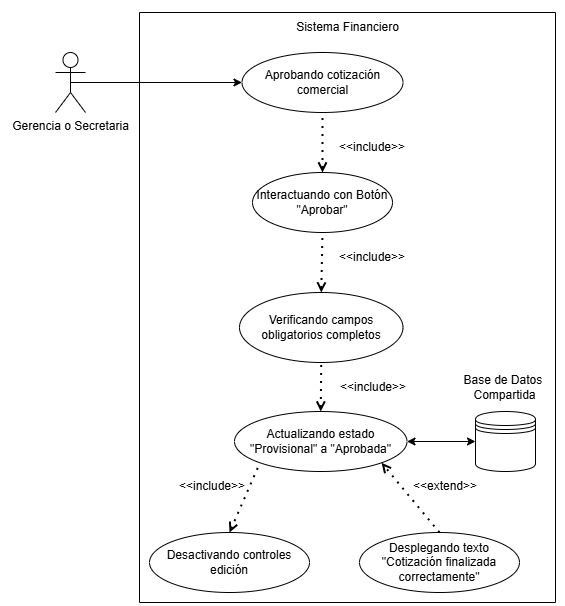 Sistema Financiero
Aprobando cotización
comercial
Gerencia o Secretaria
<<include>>
Interactuando con Botón
"Aprobar"
<<include>>
Verificando campos
obligatorios completos
<<include>>
Base de Datos
Compartida
Actualizando estado
"Provisional" a "Aprobada"
<<include>>
<<extend>>
Desactivando controles
edición
Desplegando texto
"Cotización finalizada
correctamente"